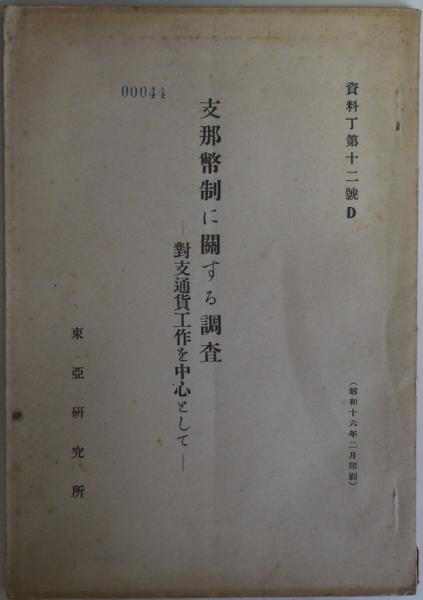 資料丁第十二號D
(昭和十六年二月印刷)
支那幣制に關する調査
―對支通貨工作を中心として―
00044
東亞硏究所